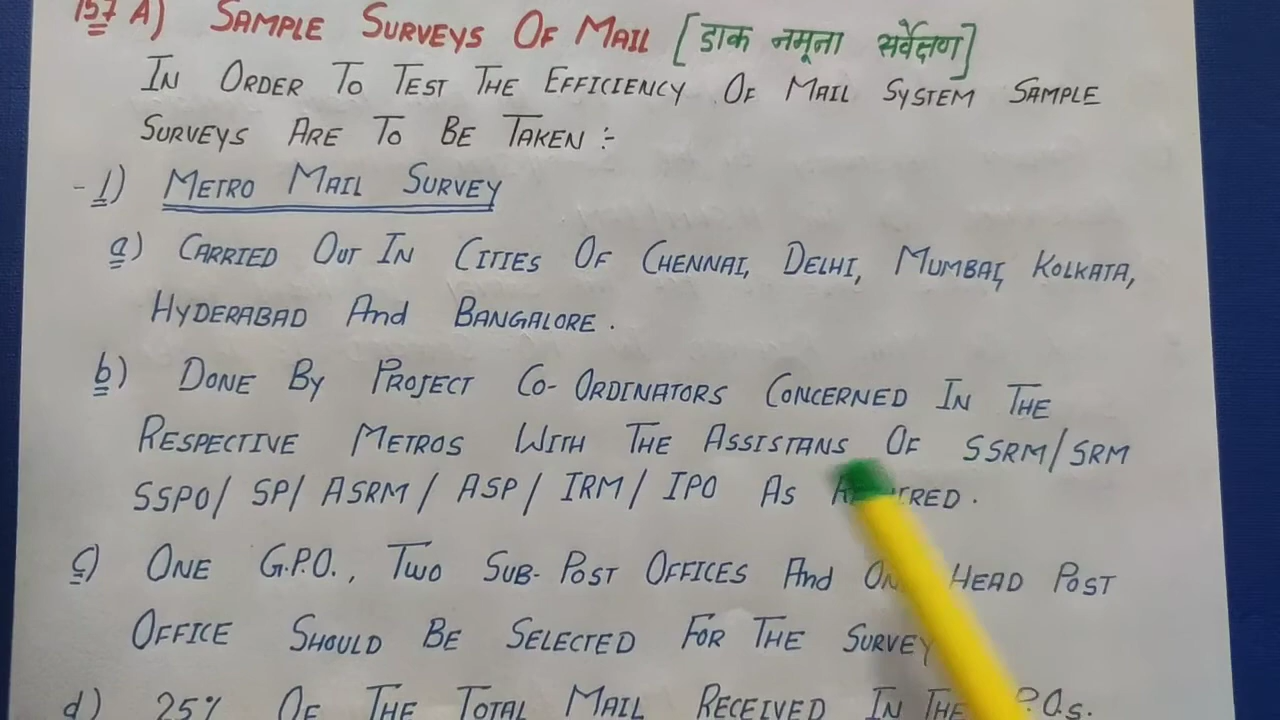 157 A) SAMPLE SURVEYS OF MAIL [डाक नमूना सर्वेक्षण]
IN ORDER TO TEST THE EFFICIENCY OF MAIL SYSTEM SAMPLE
SURVEYS ARE TO BE TAKEN :-
-1) METRO MAIL SURVEY
a) CARRIED OUT IN CITIES OF CHENNAI, DELHI, MUMBAI, KOLKATA,
HYDERABAD And BANGALORE.
b) DONE BY PROJECT CO-ORDINATORS CONCERNED IN THE
RESPECTIVE METROS WITH THE ASSISTANS OF SSRM/SRM
SSPO/ SP/ ASRM/ ASP/ IRM/ IPO AS
c) ONE G.P.O., TWO SUB-POST OFFICES And HEAD POST
OFFICE SHOULD BE SELECTED FOR THE SURVEY
d) 25% OF THE TOTAL MAIL RECEIVED IN THE P.Os.